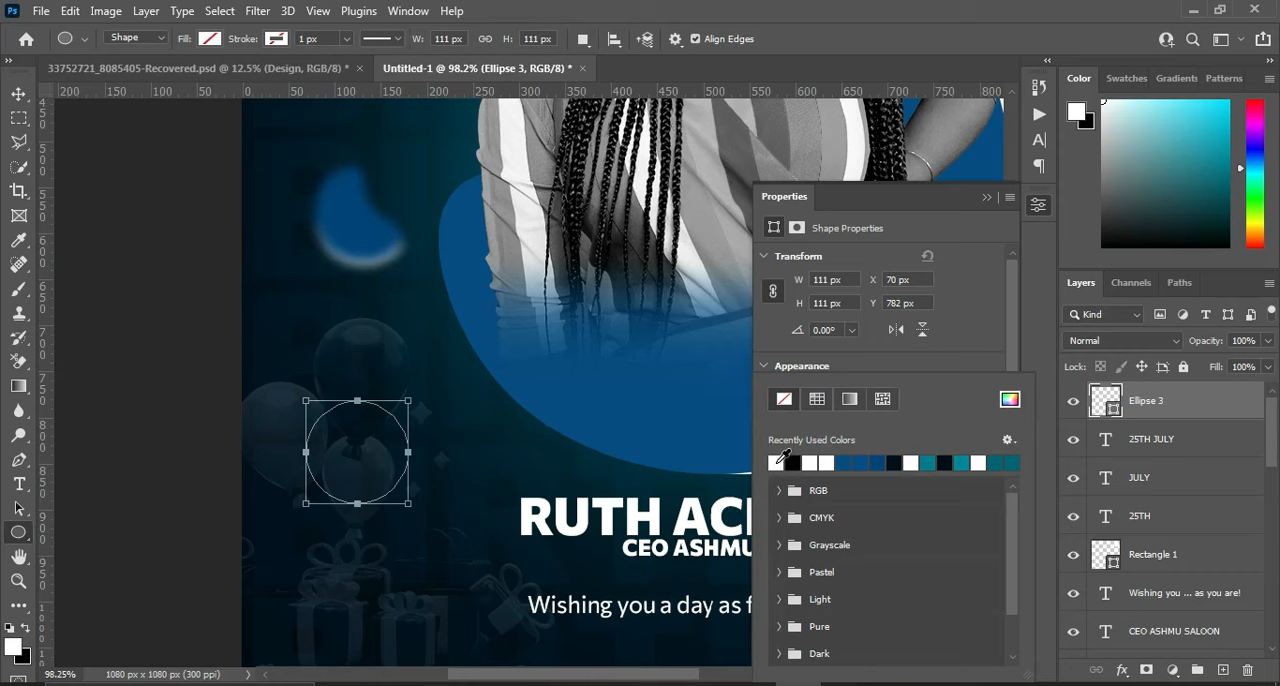 Ps File Edit Image Layer Type Select Filter 3D View Plugins Window Help
Shape Fill: Stroke: 1 px W: 111 px H: 111 px Align Edges
33752721_8085405-Recovered.psd @ 12.5% (Design, RGB/8) * × Untitled-1 @ 98.2% (Ellipse 3, RGB/8) * ×
200 150 100 50 0 50 100 150 200 250 300 350 400 450 500 550 600 650 700 750 800
Color Swatches Gradients Patterns
Properties
Shape Properties
Transform
W 111 px X 70 px
H 111 px Y 782 px
0.00°
Appearance
Recently Used Colors
RGB
CMYK
Grayscale
Pastel
Light
Pure
Dark
RUTH AC
CEO ASHMU
Wishing you a day as f
Layers Channels Paths
Kind
Normal Opacity: 100%
Lock: Fill: 100%
Ellipse 3
T 25TH JULY
T JULY
T 25TH
Rectangle 1
T Wishing you ... as you are!
T CEO ASHMU SALOON
98.25% 1080 px x 1080 px (300 ppi)